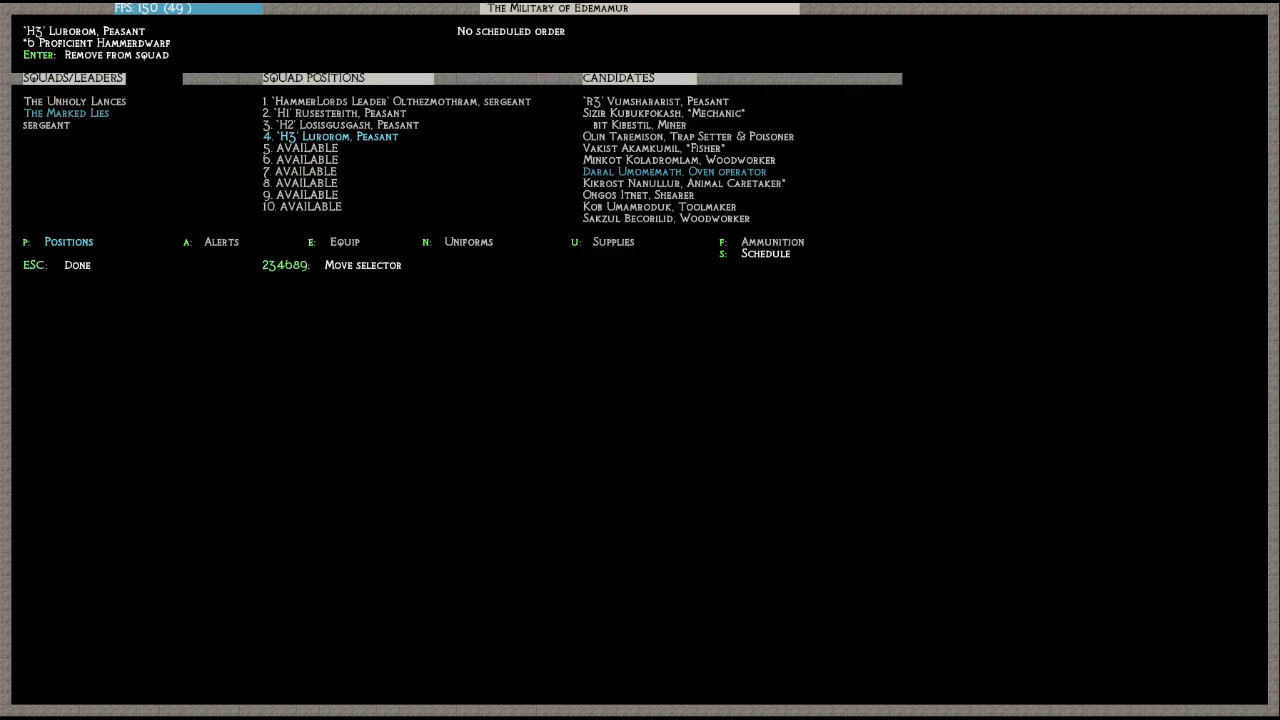 FPS: 150 (49 )
The Military of Edemamur
`H3' Lurorom, Peasant
No scheduled order
*6 Proficient Hammerdwarf
Enter: Remove from squad
SQUADS/LEADERS SQUAD POSITIONS CANDIDATES
The Unholy Lances
The Marked Lies
sergeant
1. `HammerLords Leader' Olthezmothram, sergeant
2. `H1' Rusesterith, Peasant
3. `H2' Losisgusgash, Peasant
4. `H3' Lurorom, Peasant
5. AVAILABLE
6. AVAILABLE
7. AVAILABLE
8. AVAILABLE
9. AVAILABLE
10. AVAILABLE
`R3' Vumshararist, Peasant
Sizir Kubukfokash, *Mechanic*
bit Kibestil, Miner
Olin Taremison, Trap Setter & Poisoner
Vakist Akamkumil, *Fisher*
Minkot Koladromlam, Woodworker
Daral Umomemath, Oven operator
Kikrost Nanullur, Animal Caretaker*
Ongos Itnet, Shearer
Kob Umamroduk, Toolmaker
Sakzul Becorilid, Woodworker
P: Positions A: Alerts E: Equip N: Uniforms U: Supplies F: Ammunition
S: Schedule
ESC: Done 234689: Move selector